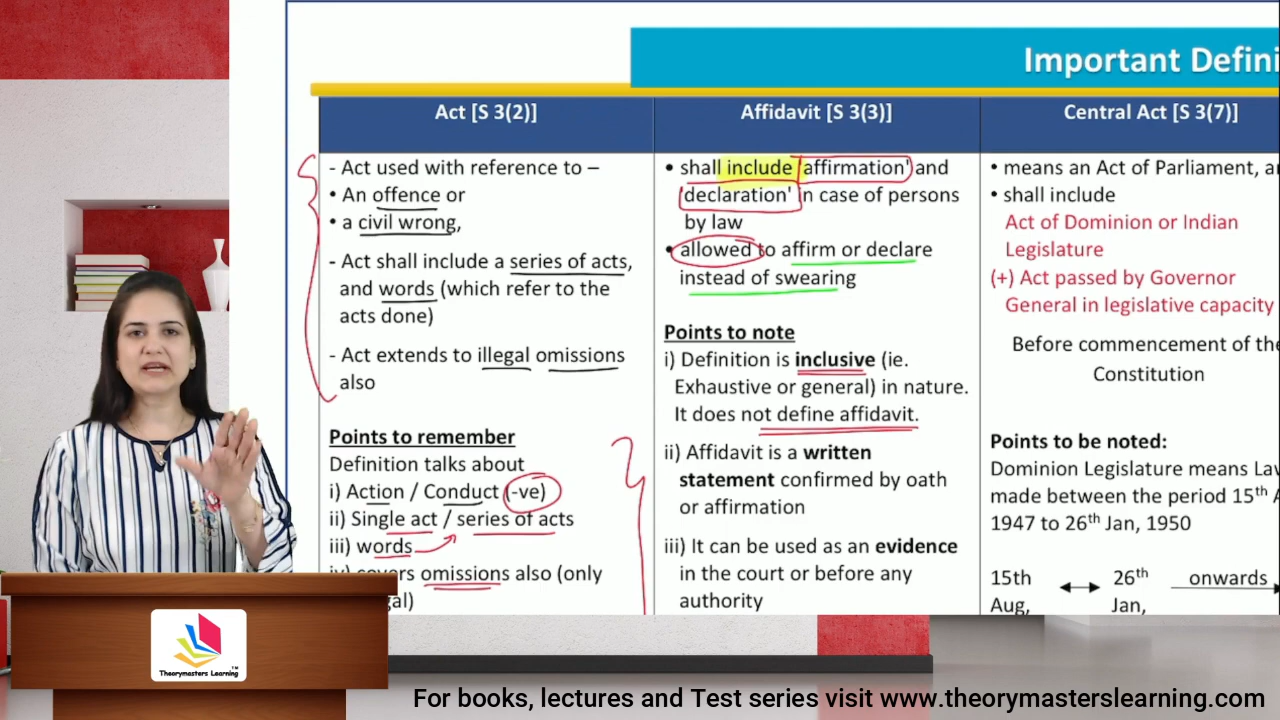 Important Defini
Act [S 3(2)]
- Act used with reference to –
• An offence or
• a civil wrong,
- Act shall include a series of acts,
and words (which refer to the
acts done)
- Act extends to illegal omissions
also
Points to remember
Definition talks about
i) Action / Conduct (-ve)
ii) Single act / series of acts
iii) words
omissions also (only
Affidavit [S 3(3)]
• shall include 'affirmation' and
'declaration' in case of persons
by law
• allowed to affirm or declare
instead of swearing
Points to note
i) Definition is inclusive (ie.
Exhaustive or general) in nature.
It does not define affidavit.
ii) Affidavit is a written
statement confirmed by oath
or affirmation
iii) It can be used as an evidence
in the court or before any
authority
Central Act [S 3(7)]
• means an Act of Parliament, a
• shall include
Act of Dominion or Indian
Legislature
(+) Act passed by Governor
General in legislative capacity
Before commencement of the
Constitution
Points to be noted:
Dominion Legislature means Law
made between the period 15th A
1947 to 26th Jan, 1950
15th 26th onwards
Aug, Jan,
Theorymasters Learning™
For books, lectures and Test series visit www.theorymasterslearning.com